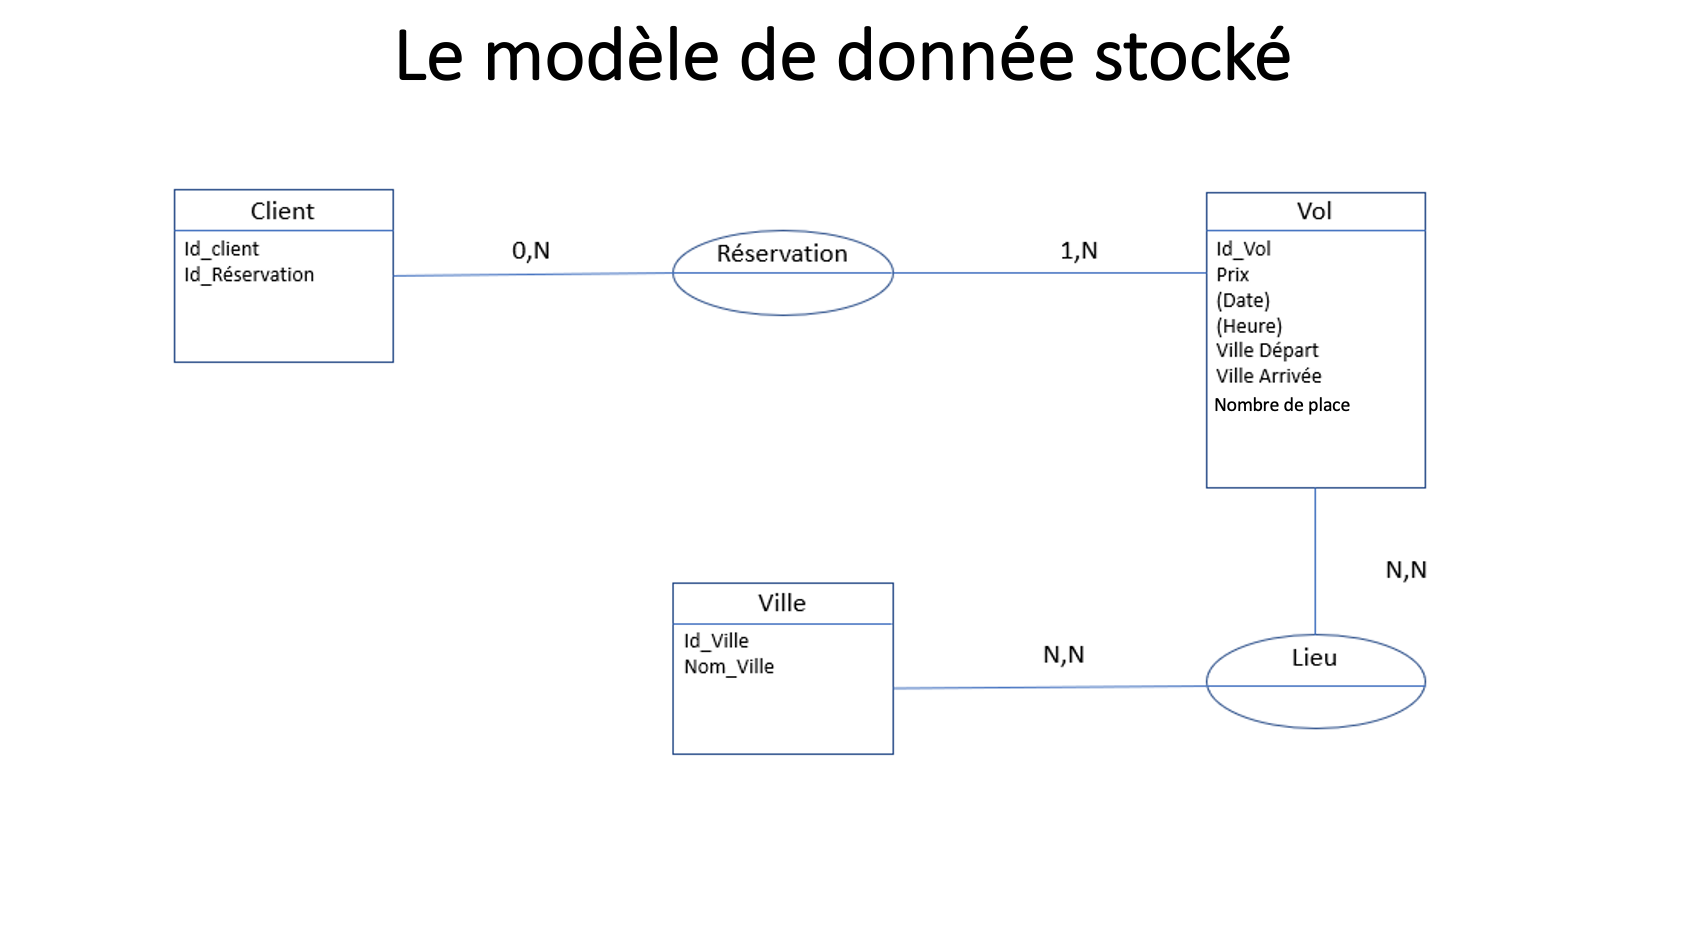 Le modèle de donnée stocké
Client
Id_client
Id_Réservation
0,N
Réservation
1,N
Vol
Id_Vol
Prix
(Date)
(Heure)
Ville Départ
Ville Arrivée
Nombre de place
N,N
Ville
Id_Ville
Nom_Ville
N,N
Lieu